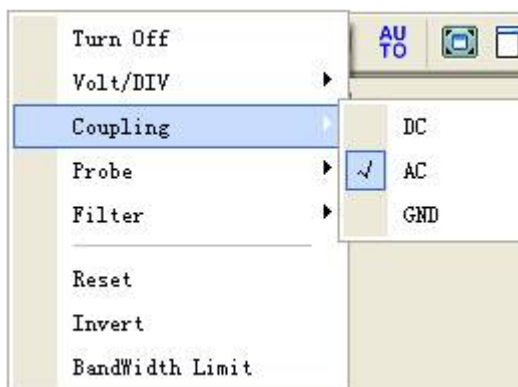 Turn Off
AUTO
Volt/DIV
Coupling
DC
Probe
AC
Filter
GND
Reset
Invert
BandWidth Limit